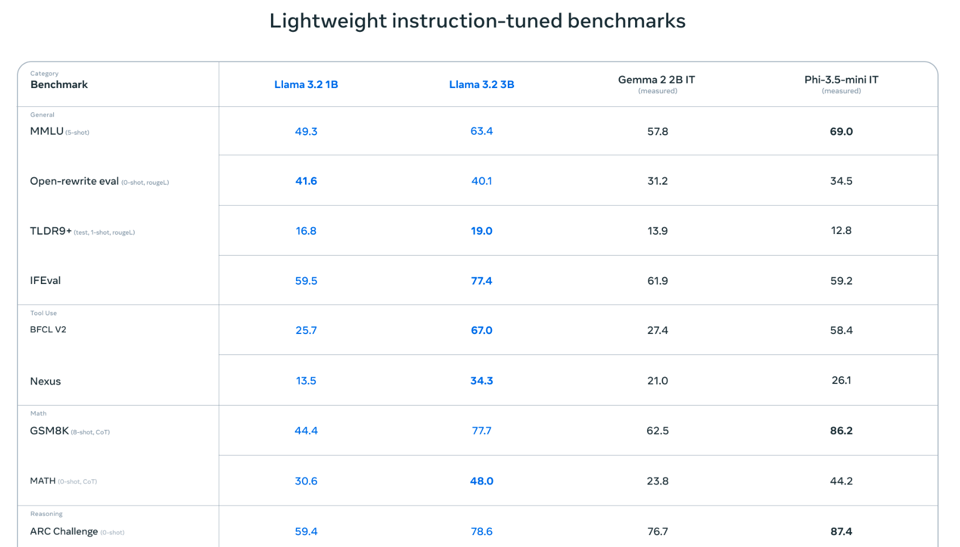 Lightweight instruction-tuned benchmarks
Category
Benchmark Llama 3.2 1B Llama 3.2 3B Gemma 2 2B IT (measured) Phi-3.5-mini IT (measured)
General
MMLU (5-shot) 49.3 63.4 57.8 69.0
Open-rewrite eval (0-shot, rougeL) 41.6 40.1 31.2 34.5
TLDR9+ (test, 1-shot, rougeL) 16.8 19.0 13.9 12.8
IFEval 59.5 77.4 61.9 59.2
Tool Use
BFCL V2 25.7 67.0 27.4 58.4
Nexus 13.5 34.3 21.0 26.1
Math
GSM8K (8-shot, CoT) 44.4 77.7 62.5 86.2
MATH (0-shot, CoT) 30.6 48.0 23.8 44.2
Reasoning
ARC Challenge (0-shot) 59.4 78.6 76.7 87.4